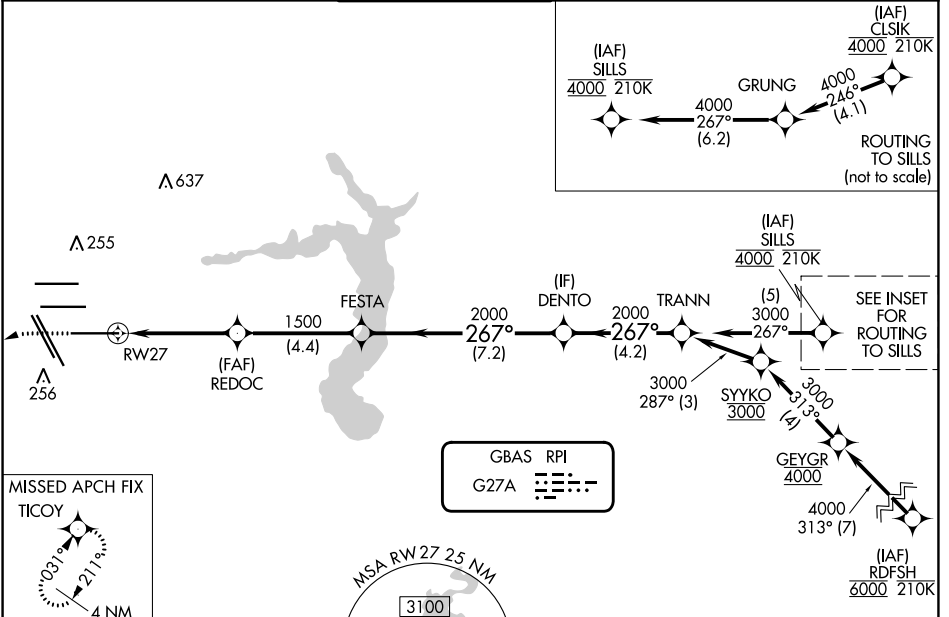 (IAF)
CLSIK
4000 210K
(IAF)
SILLS
4000 210K
GRUNG
4000
246°
(4.1)
4000
267°
(6.2)
ROUTING
TO SILLS
(not to scale)
637
255
(IAF)
SILLS
4000 210K
SEE INSET
FOR
ROUTING
TO SILLS
FESTA
(IF)
DENTO
TRANN
(5)
3000
267°
1500
(4.4)
2000
267°
(7.2)
2000
267°
(4.2)
RW27
(FAF)
REDOC
256
3000
287° (3)
SYYKO
3000
3000
313°
(4)
GEYGR
4000
4000
313° (7)
(IAF)
RDFSH
6000 210K
GBAS RPI
G27A
MISSED APCH FIX
TICOY
031°
211°
4 NM
MSA RW27 25 NM
3100